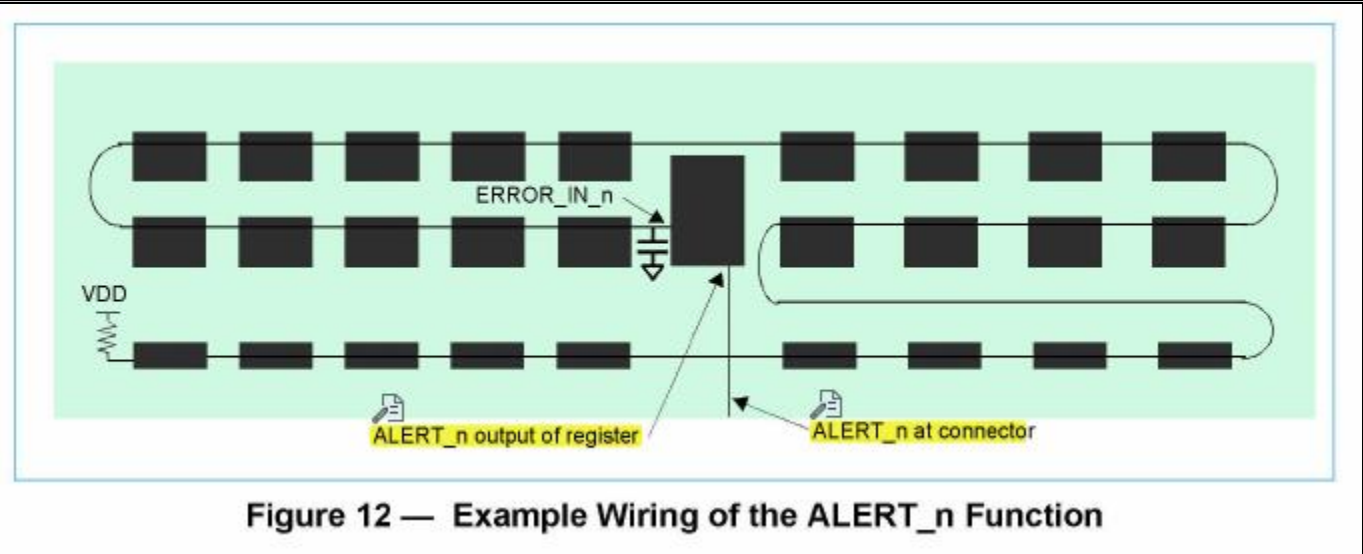 ERROR_IN_n
VDD
ALERT_n output of register
ALERT_n at connector
Figure 12 — Example Wiring of the ALERT_n Function